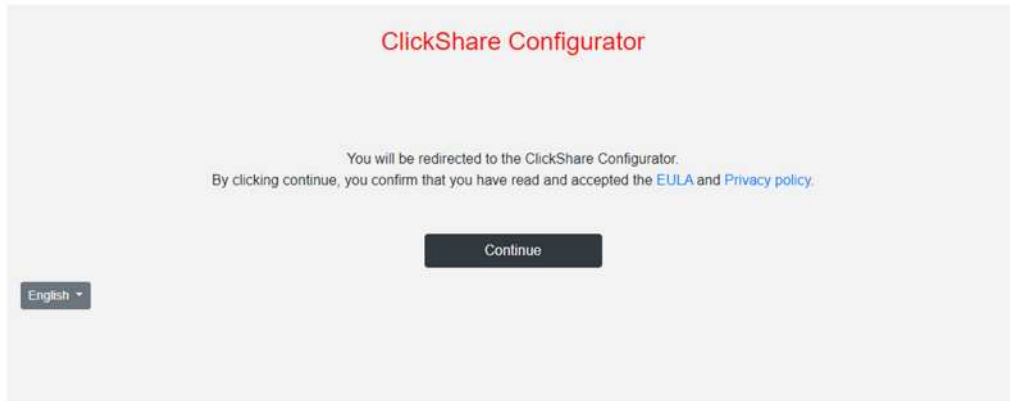 ClickShare Configurator
You will be redirected to the ClickShare Configurator.
By clicking continue, you confirm that you have read and accepted the EULA and Privacy policy.
Continue
English